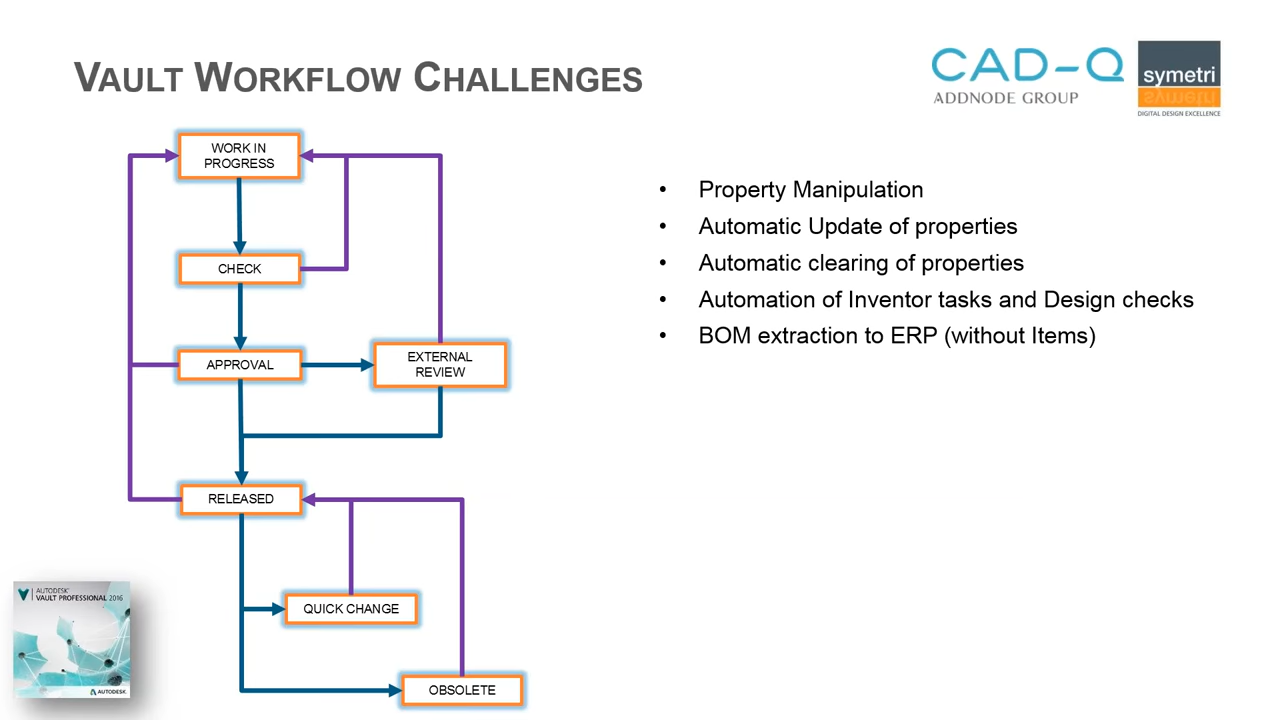 VAULT WORKFLOW CHALLENGES
CAD-Q
ADDNODE GROUP
symetri
DIGITAL DESIGN EXCELLENCE
WORK IN
PROGRESS
CHECK
APPROVAL
EXTERNAL
REVIEW
RELEASED
QUICK CHANGE
OBSOLETE
• Property Manipulation
• Automatic Update of properties
• Automatic clearing of properties
• Automation of Inventor tasks and Design checks
• BOM extraction to ERP (without Items)
AUTODESK
VAULT PROFESSIONAL 2016
AUTODESK